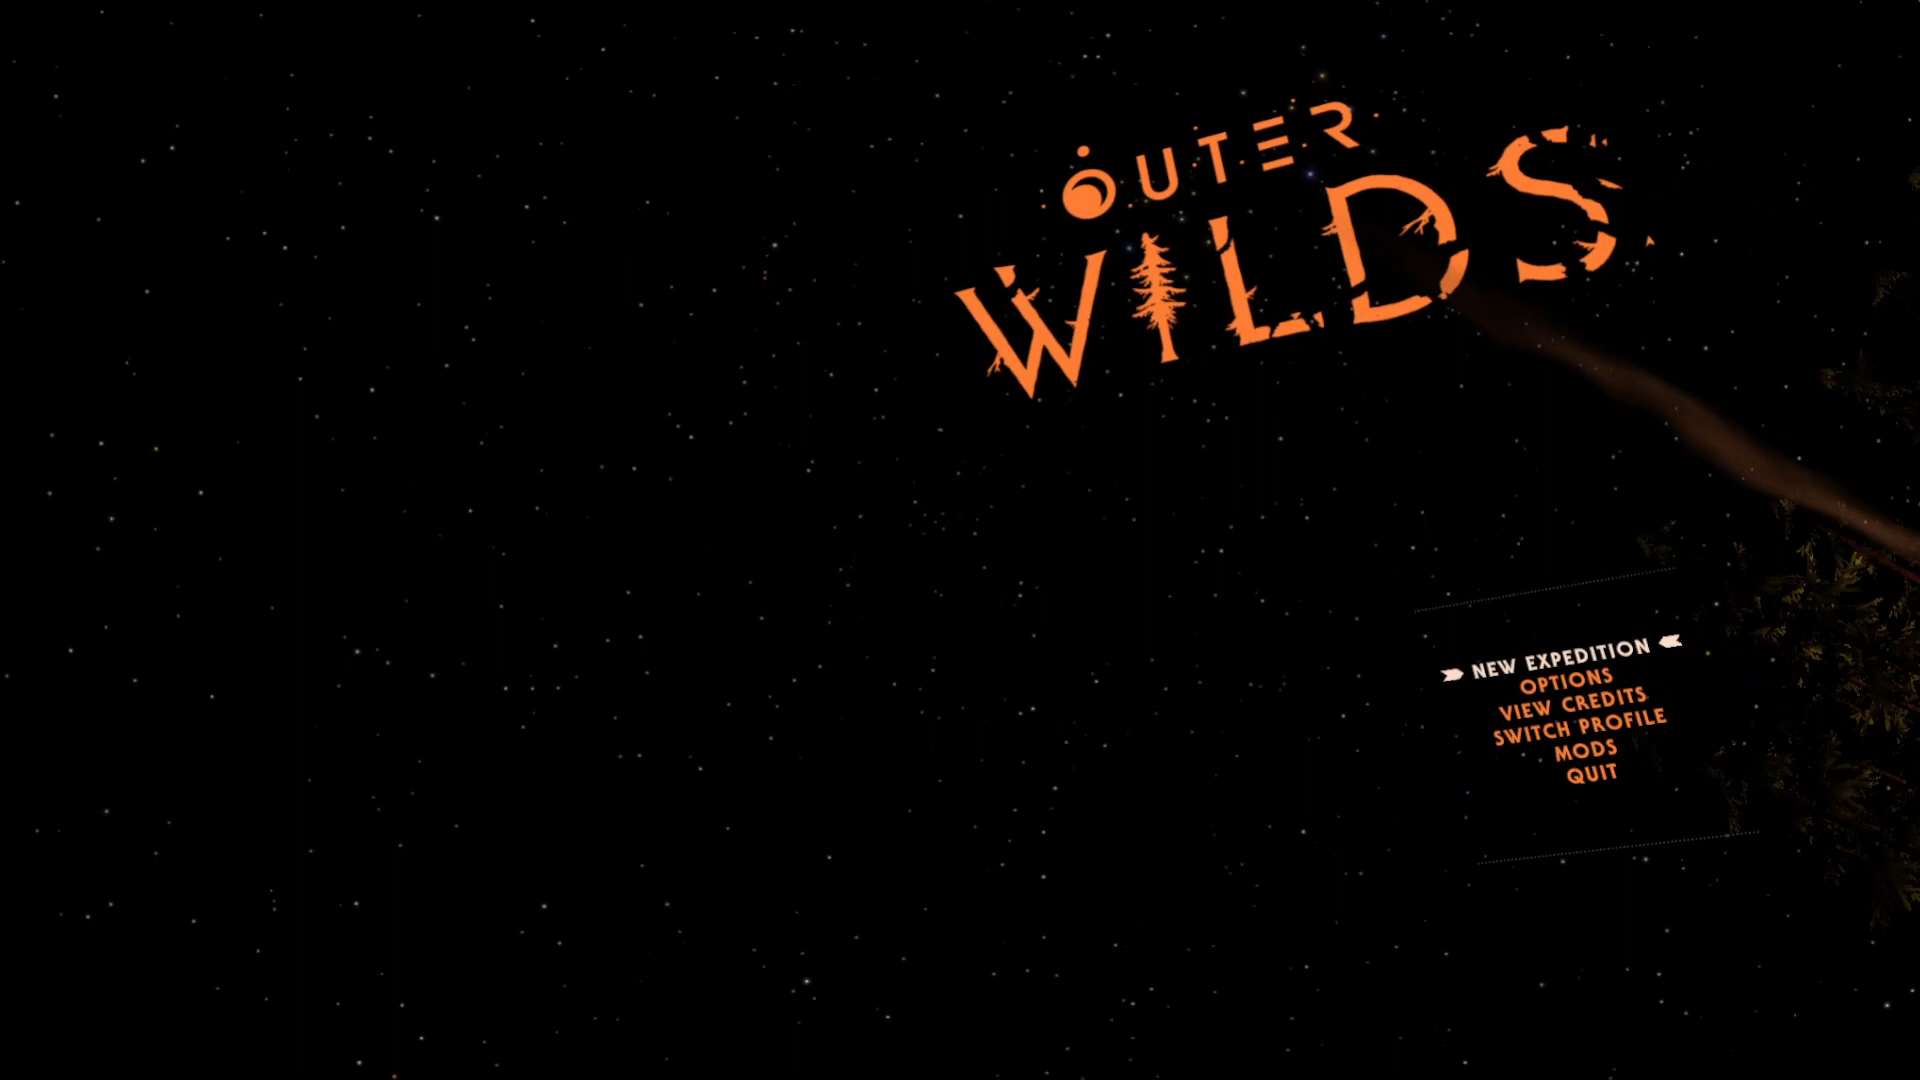 OUTER
WILDS
NEW EXPEDITION
OPTIONS
VIEW CREDITS
SWITCH PROFILE
MODS
QUIT